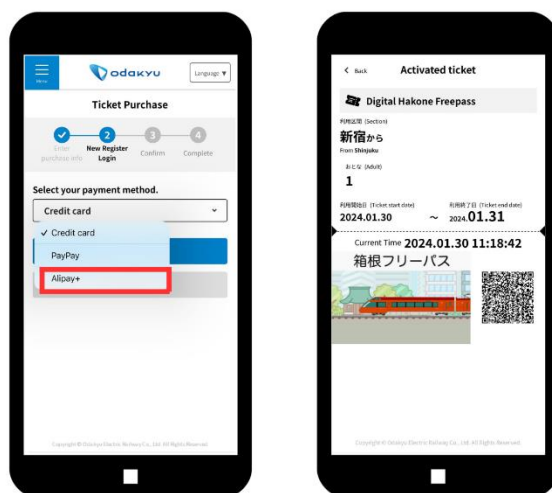 Menu
odakyu
Language ▼
Ticket Purchase
2
3
4
Enter purchase info
New Register Login
Confirm
Complete
Select your payment method.
Credit card
✓ Credit card
PayPay
Alipay+
Copyright © Odakyu Electric Railway Co., Ltd. All Rights Reserved.
< Back
Activated ticket
Digital Hakone Freepass
利用区間 (Section)
新宿から
From Shinjuku
おとな (Adult)
1
利用開始日 (Ticket start date)
2024.01.30
~
利用終了日 (Ticket end date)
2024.01.31
Current Time 2024.01.30 11:18:42
箱根フリーパス
Copyright © Odakyu Electric Railway Co., Ltd. All Rights Reserved.